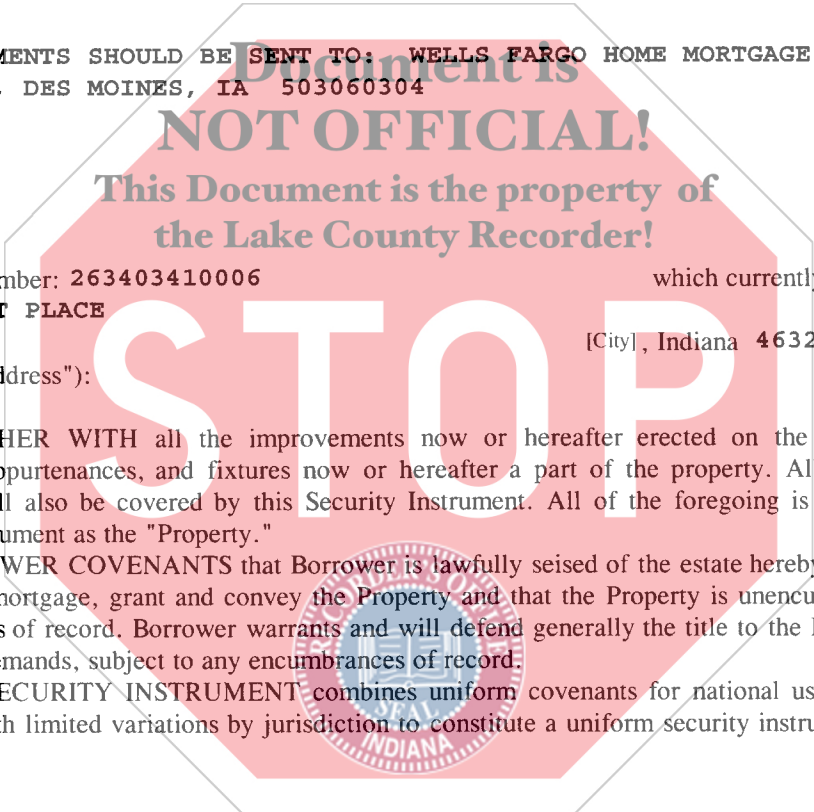 MENTS SHOULD BE SENT TO: WELLS FARGO HOME MORTGAGE
DES MOINES, IA 503060304
Document is
NOT OFFICIAL!
This Document is the property of
the Lake County Recorder!
mber: 263403410006 which currently
T PLACE
[City], Indiana 4632
ddress"):
STOP
HER WITH all the improvements now or hereafter erected on the
ppurtenances, and fixtures now or hereafter a part of the property. Al
ll also be covered by this Security Instrument. All of the foregoing is
ument as the "Property."
WER COVENANTS that Borrower is lawfully seised of the estate hereby
mortgage, grant and convey the Property and that the Property is unencu
s of record. Borrower warrants and will defend generally the title to the
emands, subject to any encumbrances of record.
ECURITY INSTRUMENT combines uniform covenants for national us
th limited variations by jurisdiction to constitute a uniform security instru
RECORDER'S OFFICE
SEAL
INDIANA